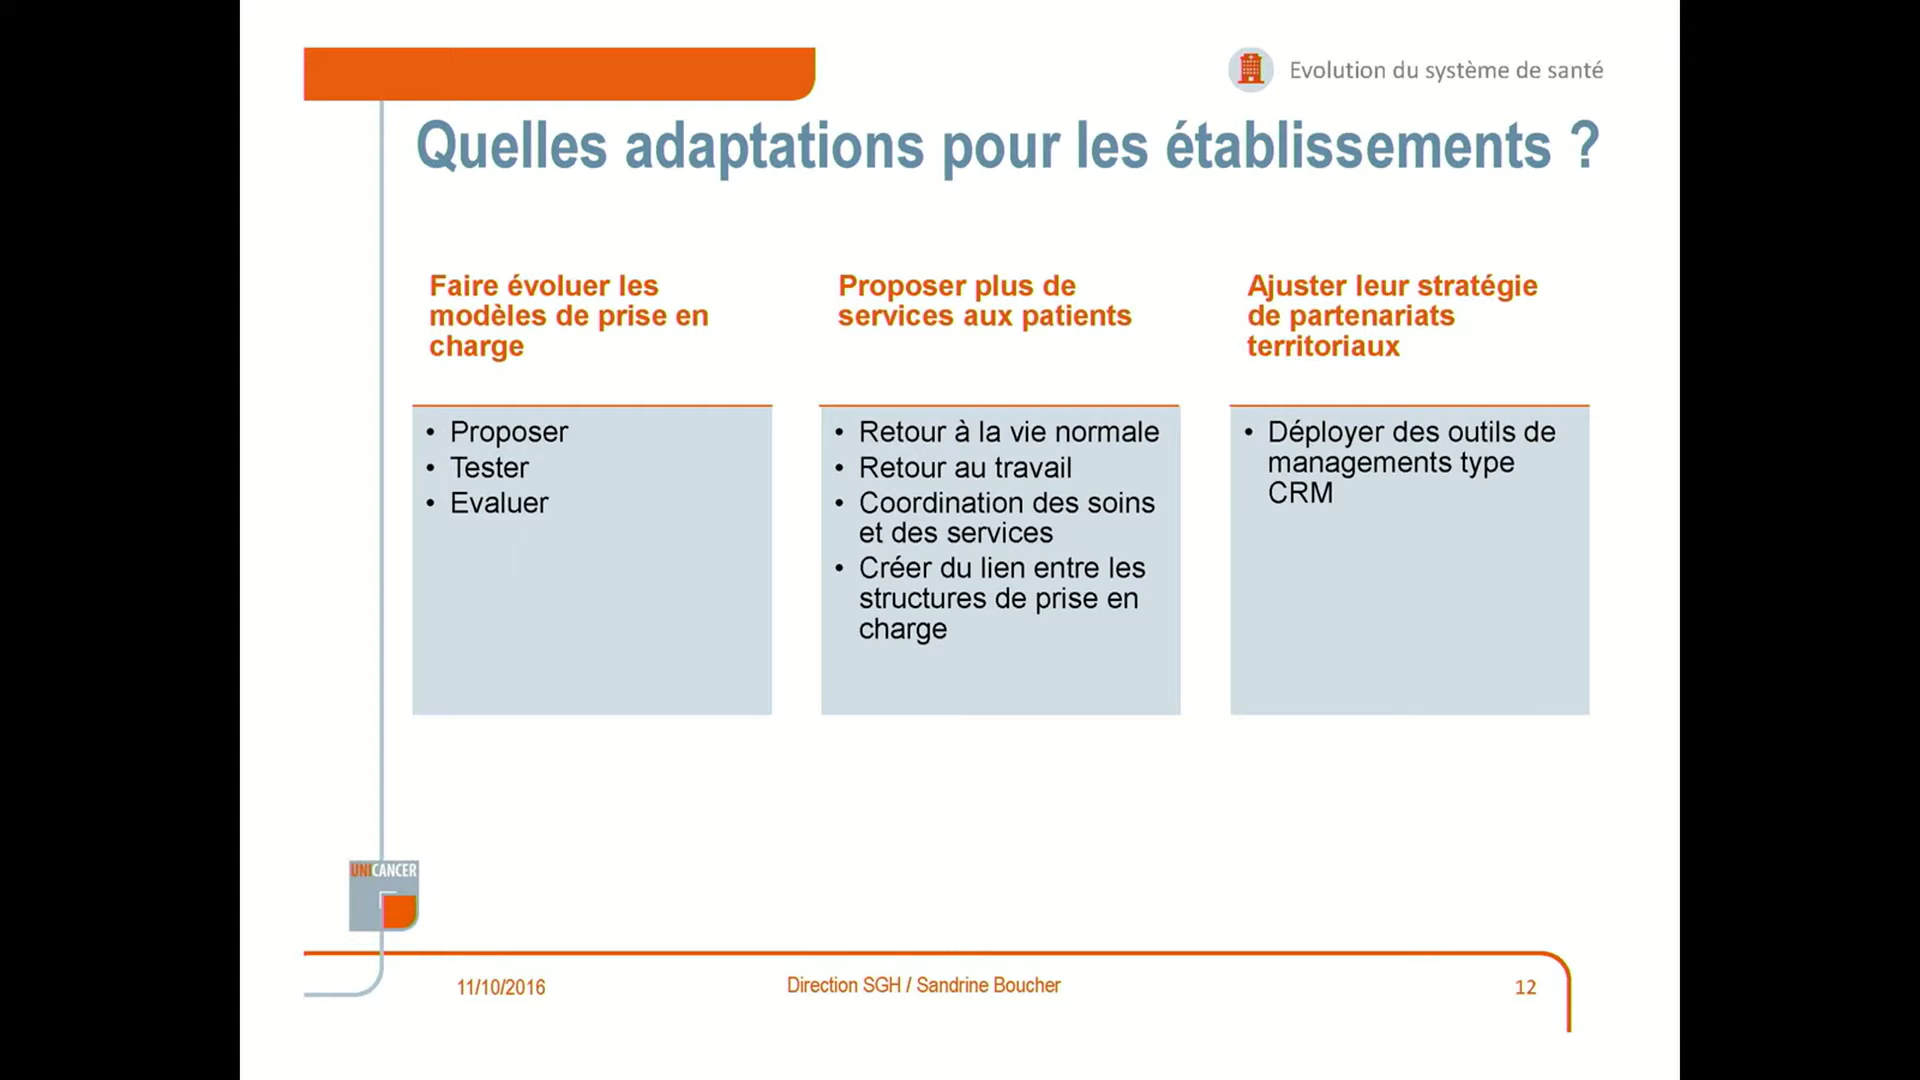 Evolution du système de santé
Quelles adaptations pour les établissements ?
Faire évoluer les
modèles de prise en
charge
• Proposer
• Tester
• Evaluer
Proposer plus de
services aux patients
• Retour à la vie normale
• Retour au travail
• Coordination des soins
et des services
• Créer du lien entre les
structures de prise en
charge
Ajuster leur stratégie
de partenariats
territoriaux
• Déployer des outils de
managements type
CRM
UNICANCER
11/10/2016
Direction SGH / Sandrine Boucher
12